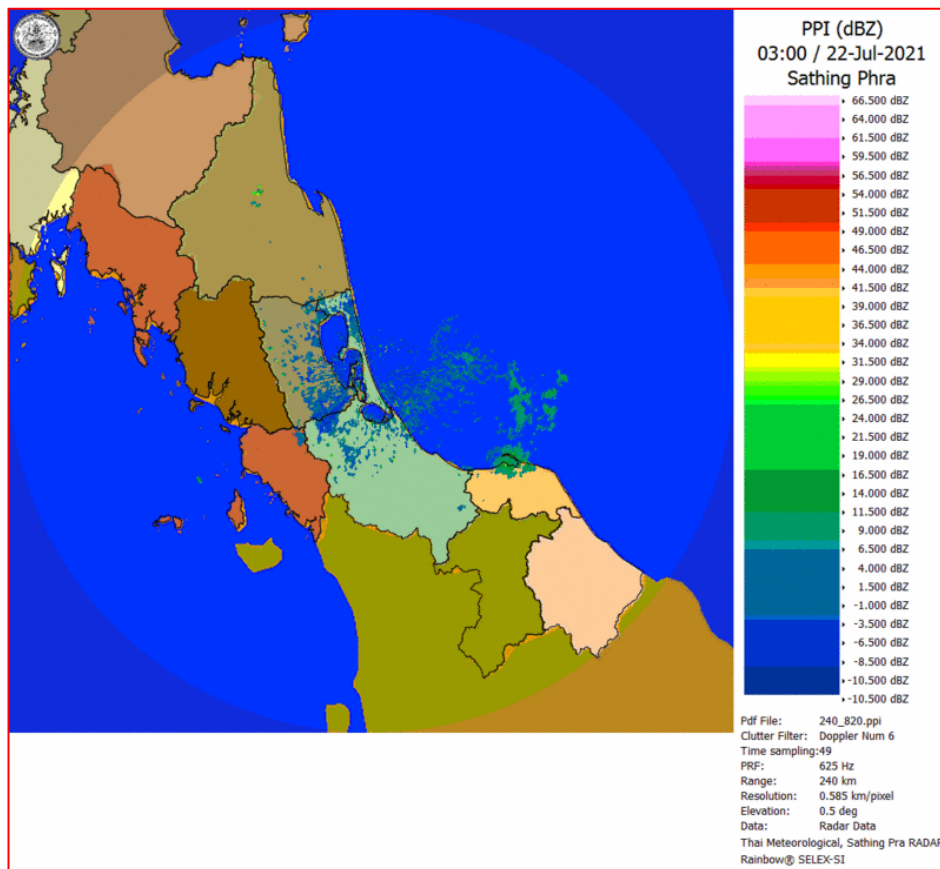 PPI (dBZ)
03:00 / 22-Jul-2021
Sathing Phra
66.500 dBZ
64.000 dBZ
61.500 dBZ
59.500 dBZ
56.500 dBZ
54.000 dBZ
51.500 dBZ
49.000 dBZ
46.500 dBZ
44.000 dBZ
41.500 dBZ
39.000 dBZ
36.500 dBZ
34.000 dBZ
31.500 dBZ
29.000 dBZ
26.500 dBZ
24.000 dBZ
21.500 dBZ
19.000 dBZ
16.500 dBZ
14.000 dBZ
11.500 dBZ
9.000 dBZ
6.500 dBZ
4.000 dBZ
1.500 dBZ
-1.000 dBZ
-3.500 dBZ
-6.500 dBZ
-8.500 dBZ
-10.500 dBZ
-10.500 dBZ
Pdf File: 240_820.ppi
Clutter Filter: Doppler Num 6
Time sampling:49
PRF: 625 Hz
Range: 240 km
Resolution: 0.585 km/pixel
Elevation: 0.5 deg
Data: Radar Data
Thai Meteorological, Sathing Pra RADAR
Rainbow® SELEX-SI